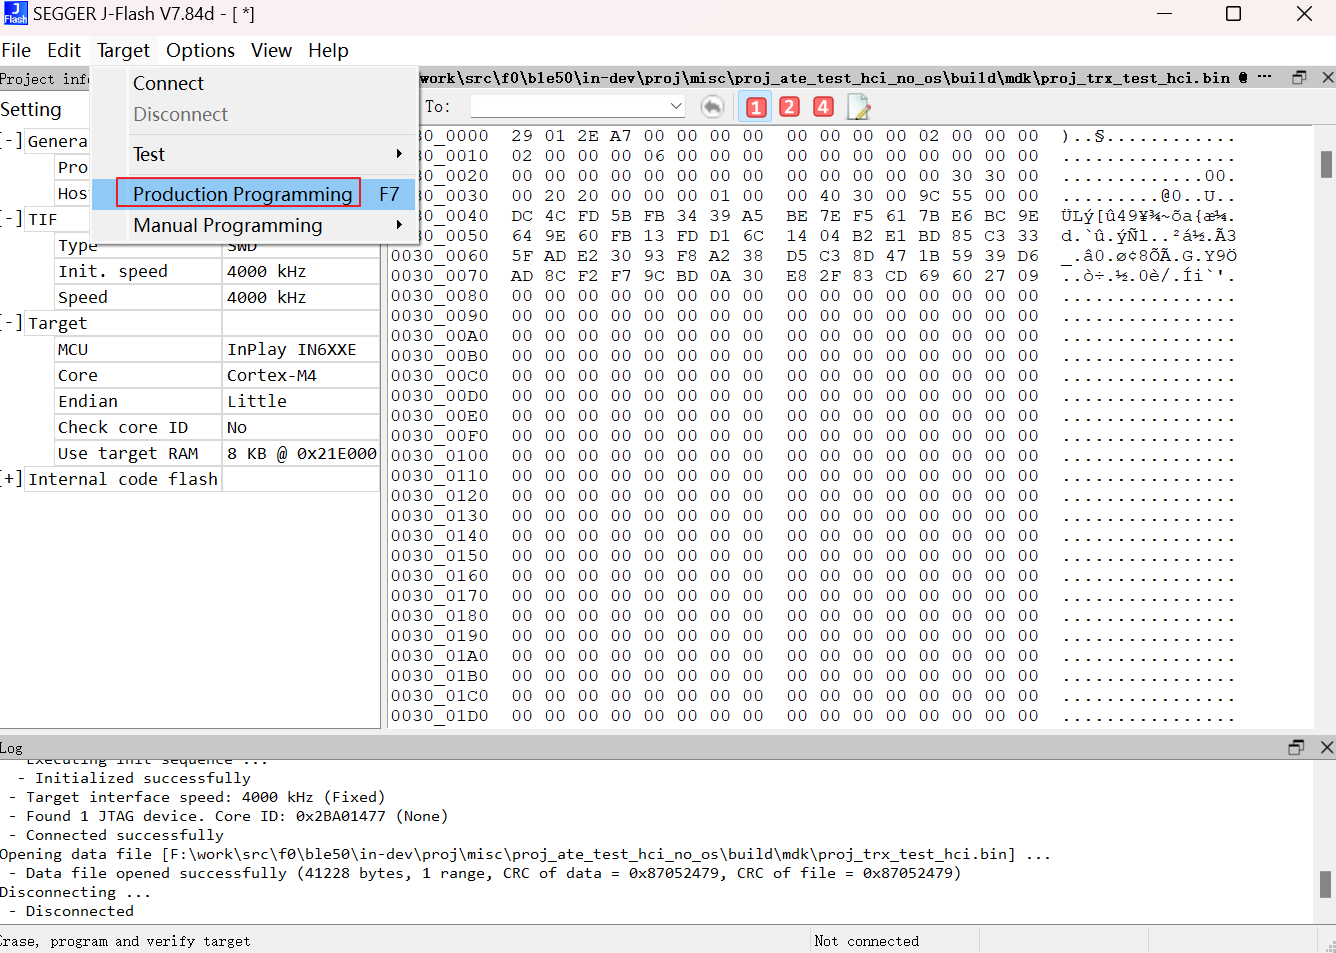 SEGGER J-Flash V7.84d - [ *]
File Edit Target Options View Help
Project info
work\src\f0\ble50\in-dev\proj\misc\proj_ate_test_hci_no_os\build\mdk\proj_trx_test_hci.bin @ ...
Connect
Disconnect
Test
Production Programming F7
Manual Programming
To:
1 2 4
Setting
[-] Genera
Pro
Hos
[-] TIF
Type SWD
Init. speed 4000 kHz
Speed 4000 kHz
[-] Target
MCU InPlay IN6XXE
Core Cortex-M4
Endian Little
Check core ID No
Use target RAM 8 KB @ 0x21E000
[+] Internal code flash
30_0000 29 01 2E A7 00 00 00 00 00 00 00 00 02 00 00 00 )..§............
30_0010 02 00 00 00 06 00 00 00 00 00 00 00 00 00 00 00 ................
30_0020 00 00 00 00 00 00 00 00 00 00 00 00 00 30 30 00 .............00.
30_0030 00 20 20 00 00 00 01 00 00 40 30 00 9C 55 00 00 .........@0..U..
30_0040 DC 4C FD 5B FB 34 39 A5 BE 7E F5 61 7B E6 BC 9E ÜLý[û49¥¾~õa{æ¼.
30_0050 64 9E 60 FB 13 FD D1 6C 14 04 B2 E1 BD 85 C3 33 d.`û.ýÑl..²á½.Ã3
0030_0060 5F AD E2 30 93 F8 A2 38 D5 C3 8D 47 1B 59 39 D6 _.â0.ø¢8ÕÃ.G.Y9Ö
0030_0070 AD 8C F2 F7 9C BD 0A 30 E8 2F 83 CD 69 60 27 09 ..ò÷.½.0è/.Íi`'.
0030_0080 00 00 00 00 00 00 00 00 00 00 00 00 00 00 00 00 ................
0030_0090 00 00 00 00 00 00 00 00 00 00 00 00 00 00 00 00 ................
0030_00A0 00 00 00 00 00 00 00 00 00 00 00 00 00 00 00 00 ................
0030_00B0 00 00 00 00 00 00 00 00 00 00 00 00 00 00 00 00 ................
0030_00C0 00 00 00 00 00 00 00 00 00 00 00 00 00 00 00 00 ................
0030_00D0 00 00 00 00 00 00 00 00 00 00 00 00 00 00 00 00 ................
0030_00E0 00 00 00 00 00 00 00 00 00 00 00 00 00 00 00 00 ................
0030_00F0 00 00 00 00 00 00 00 00 00 00 00 00 00 00 00 00 ................
0030_0100 00 00 00 00 00 00 00 00 00 00 00 00 00 00 00 00 ................
0030_0110 00 00 00 00 00 00 00 00 00 00 00 00 00 00 00 00 ................
0030_0120 00 00 00 00 00 00 00 00 00 00 00 00 00 00 00 00 ................
0030_0130 00 00 00 00 00 00 00 00 00 00 00 00 00 00 00 00 ................
0030_0140 00 00 00 00 00 00 00 00 00 00 00 00 00 00 00 00 ................
0030_0150 00 00 00 00 00 00 00 00 00 00 00 00 00 00 00 00 ................
0030_0160 00 00 00 00 00 00 00 00 00 00 00 00 00 00 00 00 ................
0030_0170 00 00 00 00 00 00 00 00 00 00 00 00 00 00 00 00 ................
0030_0180 00 00 00 00 00 00 00 00 00 00 00 00 00 00 00 00 ................
0030_0190 00 00 00 00 00 00 00 00 00 00 00 00 00 00 00 00 ................
0030_01A0 00 00 00 00 00 00 00 00 00 00 00 00 00 00 00 00 ................
0030_01B0 00 00 00 00 00 00 00 00 00 00 00 00 00 00 00 00 ................
0030_01C0 00 00 00 00 00 00 00 00 00 00 00 00 00 00 00 00 ................
0030_01D0 00 00 00 00 00 00 00 00 00 00 00 00 00 00 00 00 ................
Log
- Executing init sequence ...
- Initialized successfully
- Target interface speed: 4000 kHz (Fixed)
- Found 1 JTAG device. Core ID: 0x2BA01477 (None)
- Connected successfully
Opening data file [F:\work\src\f0\ble50\in-dev\proj\misc\proj_ate_test_hci_no_os\build\mdk\proj_trx_test_hci.bin] ...
- Data file opened successfully (41228 bytes, 1 range, CRC of data = 0x87052479, CRC of file = 0x87052479)
Disconnecting ...
- Disconnected
Erase, program and verify target
Not connected